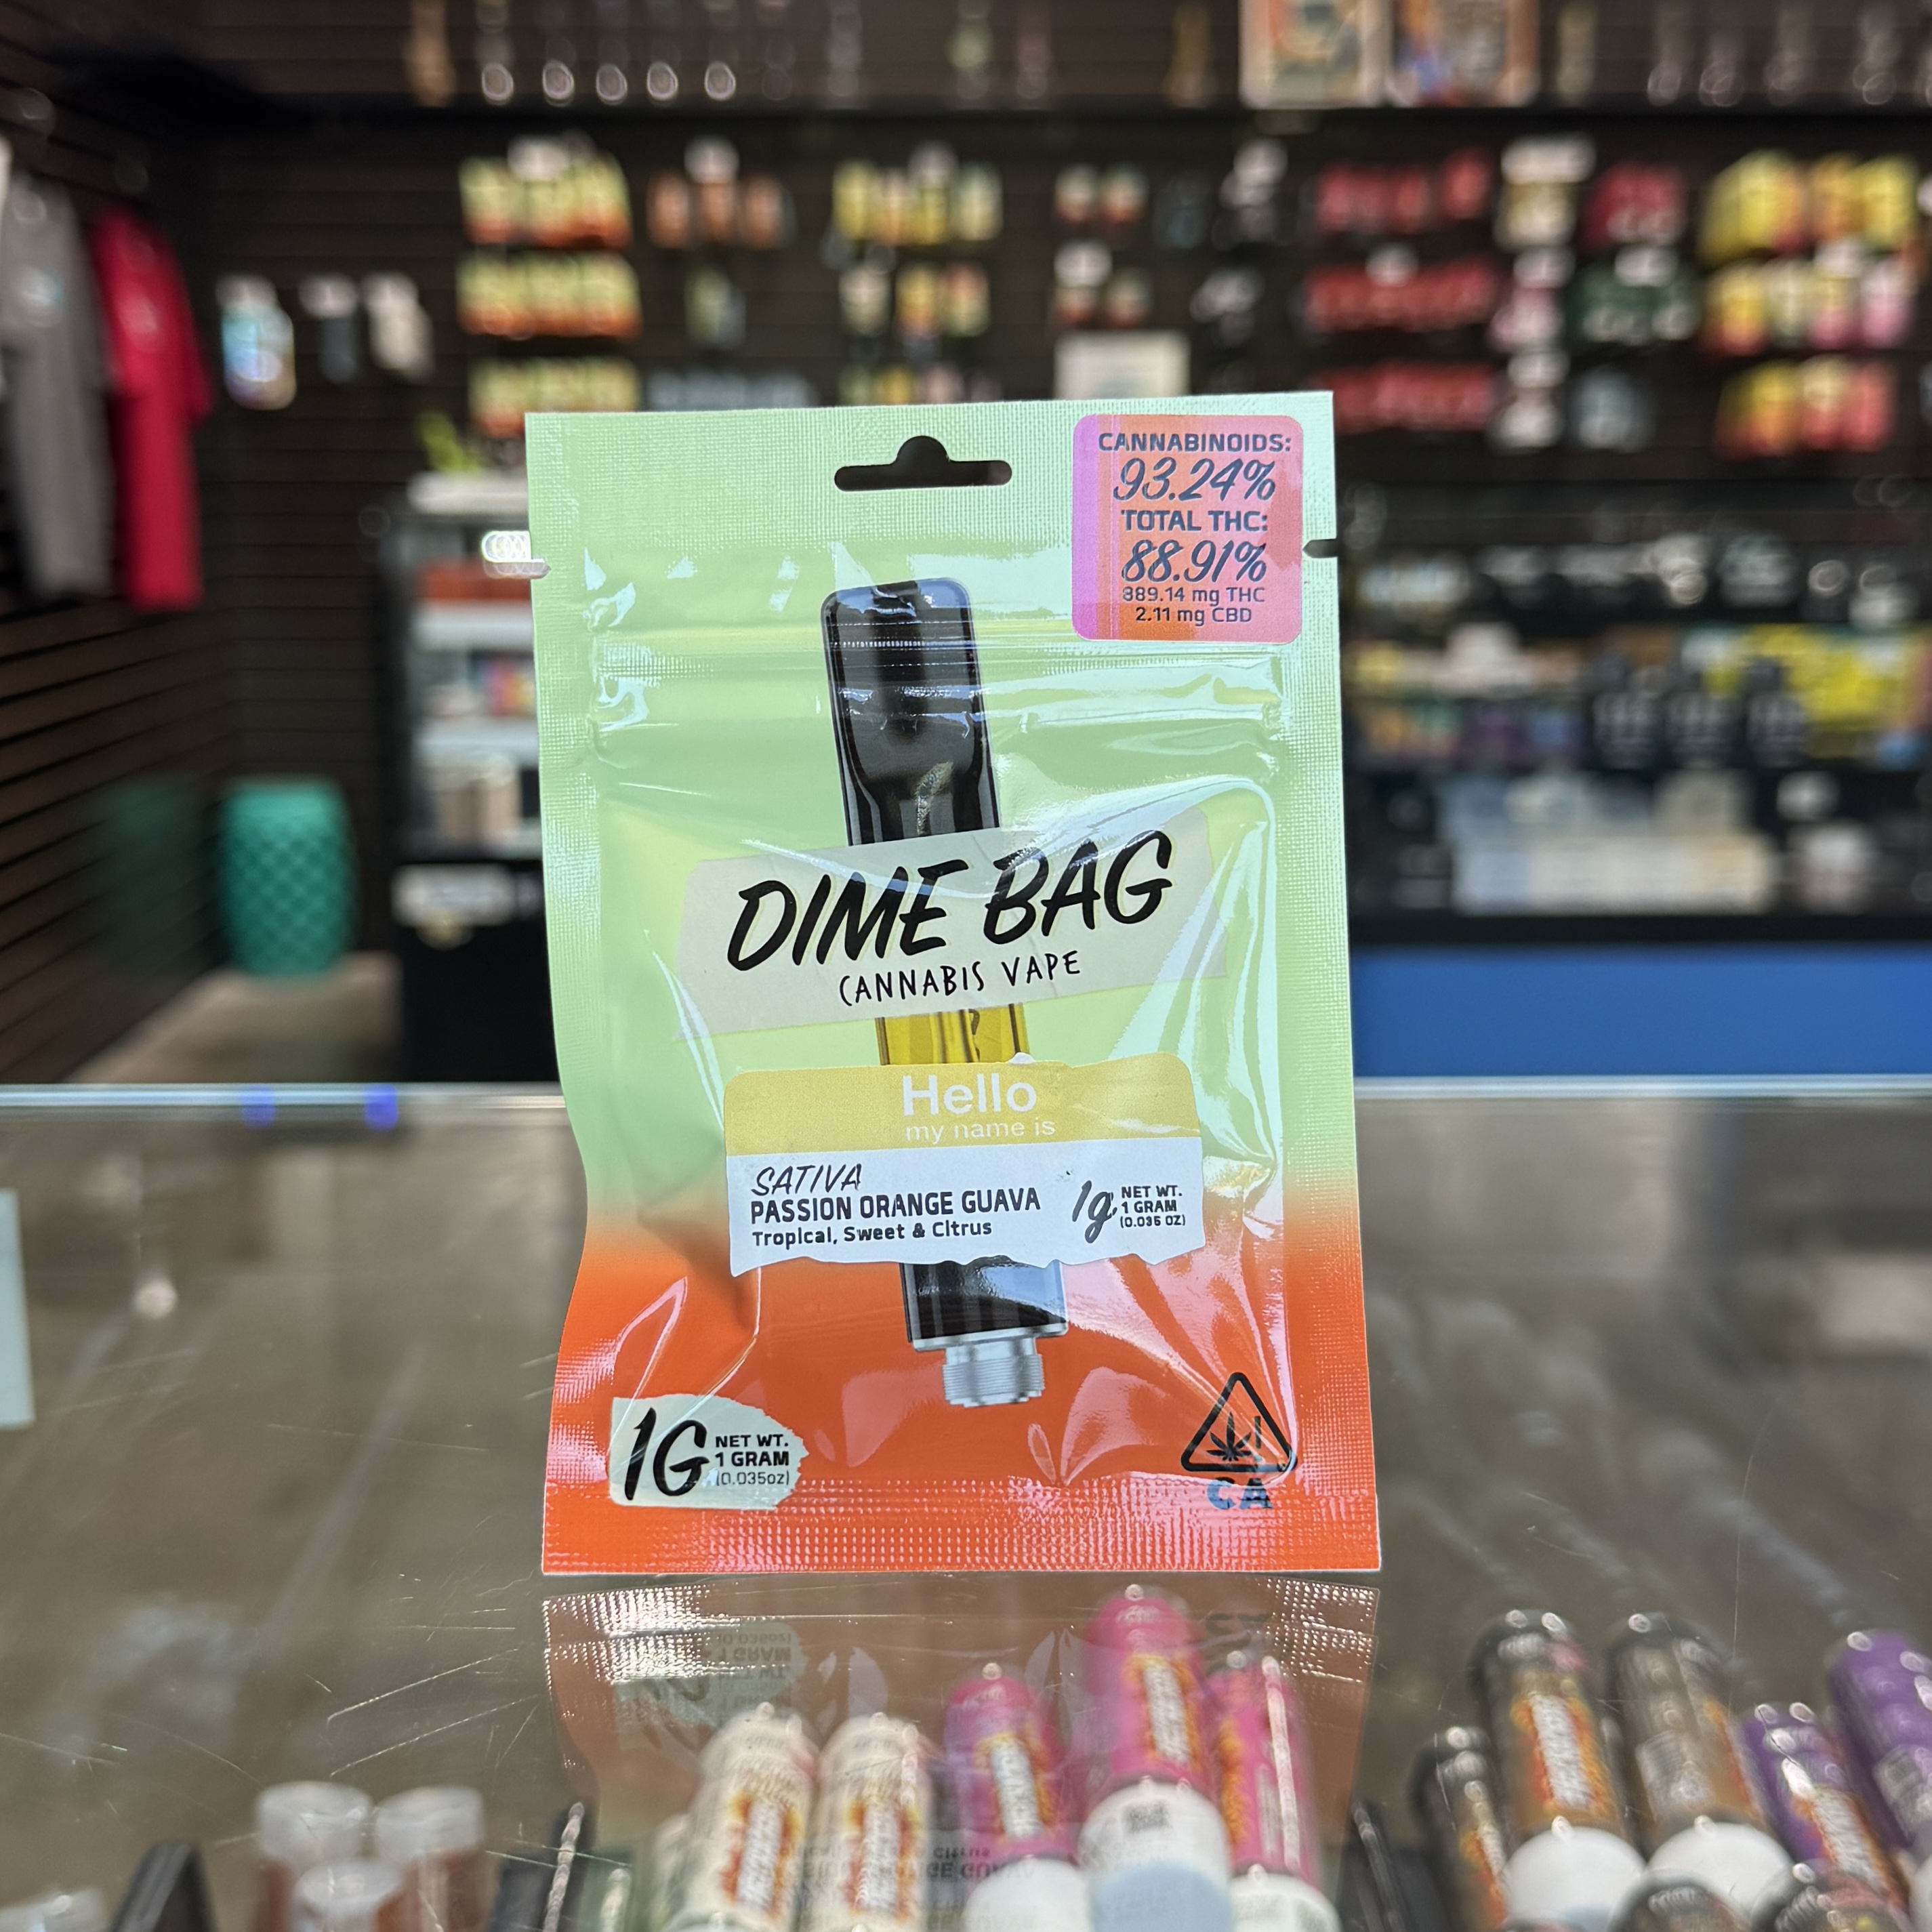 CANNABINOIDS:
93.24%
TOTAL THC:
88.91%
889.14 mg THC
2.11 mg CBD
DIME BAG
CANNABIS VAPE
Hello
my name is
SATIVA
PASSION ORANGE GUAVA
Tropical, Sweet & Citrus
1g
NET WT.
1 GRAM
(0.035 OZ)
1G
NET WT.
1 GRAM
(0.035oz)
CA